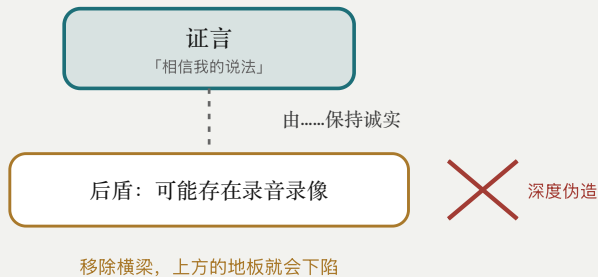 证言
「相信我的说法」
由……保持诚实
后盾：可能存在录音录像
深度伪造
移除横梁，上方的地板就会下陷